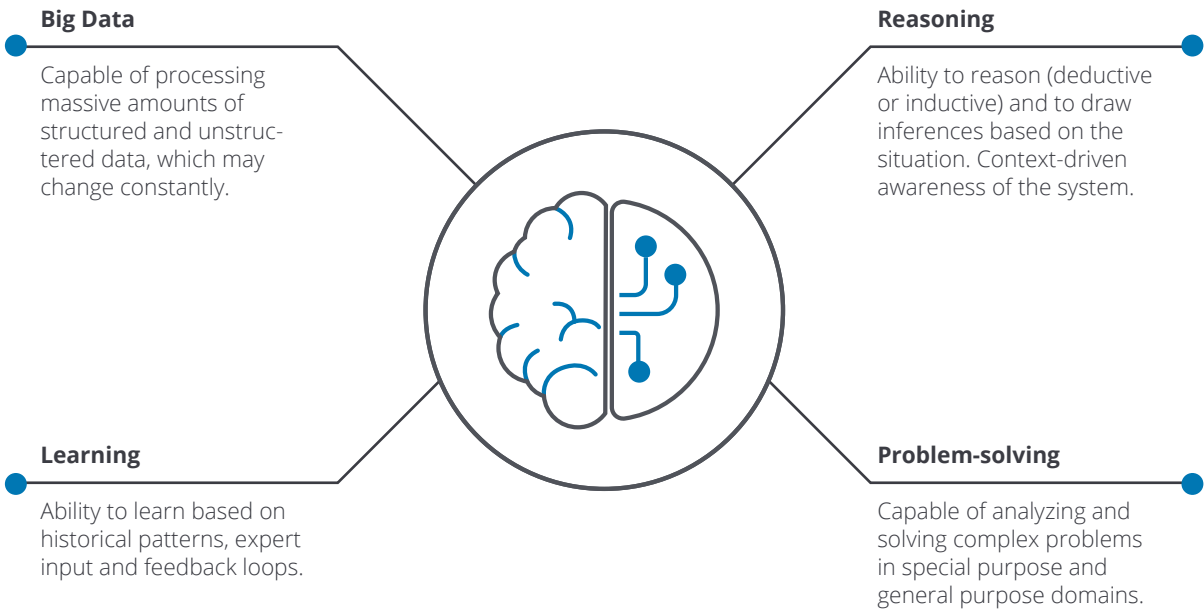 Big Data
Capable of processing
massive amounts of
structured and unstruc-
tered data, which may
change constantly.
Reasoning
Ability to reason (deductive
or inductive) and to draw
inferences based on the
situation. Context-driven
awareness of the system.
Learning
Ability to learn based on
historical patterns, expert
input and feedback loops.
Problem-solving
Capable of analyzing and
solving complex problems
in special purpose and
general purpose domains.